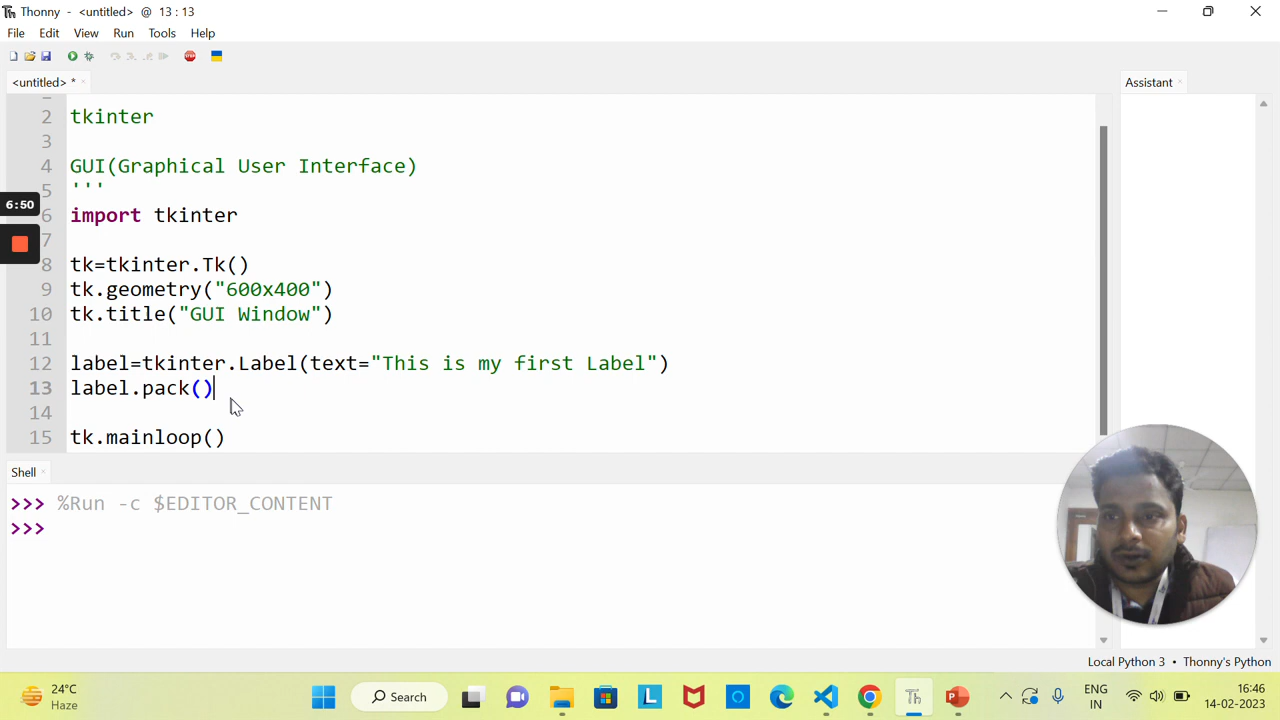 Th Thonny - <untitled> @ 13 : 13
File Edit View Run Tools Help
STOP
<untitled> *
Assistant
2 tkinter
3
4 GUI(Graphical User Interface)
5 '''
6:50
6 import tkinter
7
8 tk=tkinter.Tk()
9 tk.geometry("600x400")
10 tk.title("GUI Window")
11
12 label=tkinter.Label(text="This is my first Label")
13 label.pack()
14
15 tk.mainloop()
Shell
>>> %Run -c $EDITOR_CONTENT
>>>
Local Python 3 • Thonny's Python
24°C
Haze
Search
L
Th
P
ENG
IN
16:46
14-02-2023